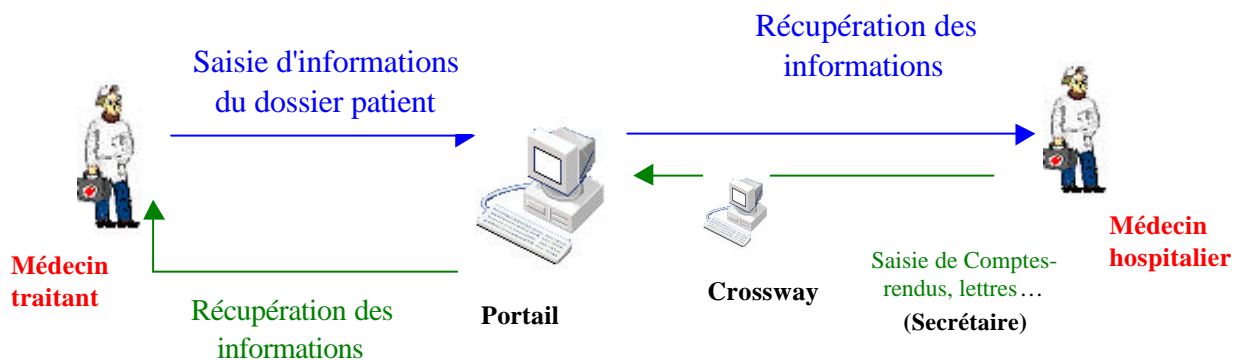 Saisie d'informations
du dossier patient
Récupération des
informations
Médecin
traitant
Récupération des
informations
Portail
Crossway
Saisie de Comptes-
rendus, lettres…
(Secrétaire)
Médecin
hospitalier